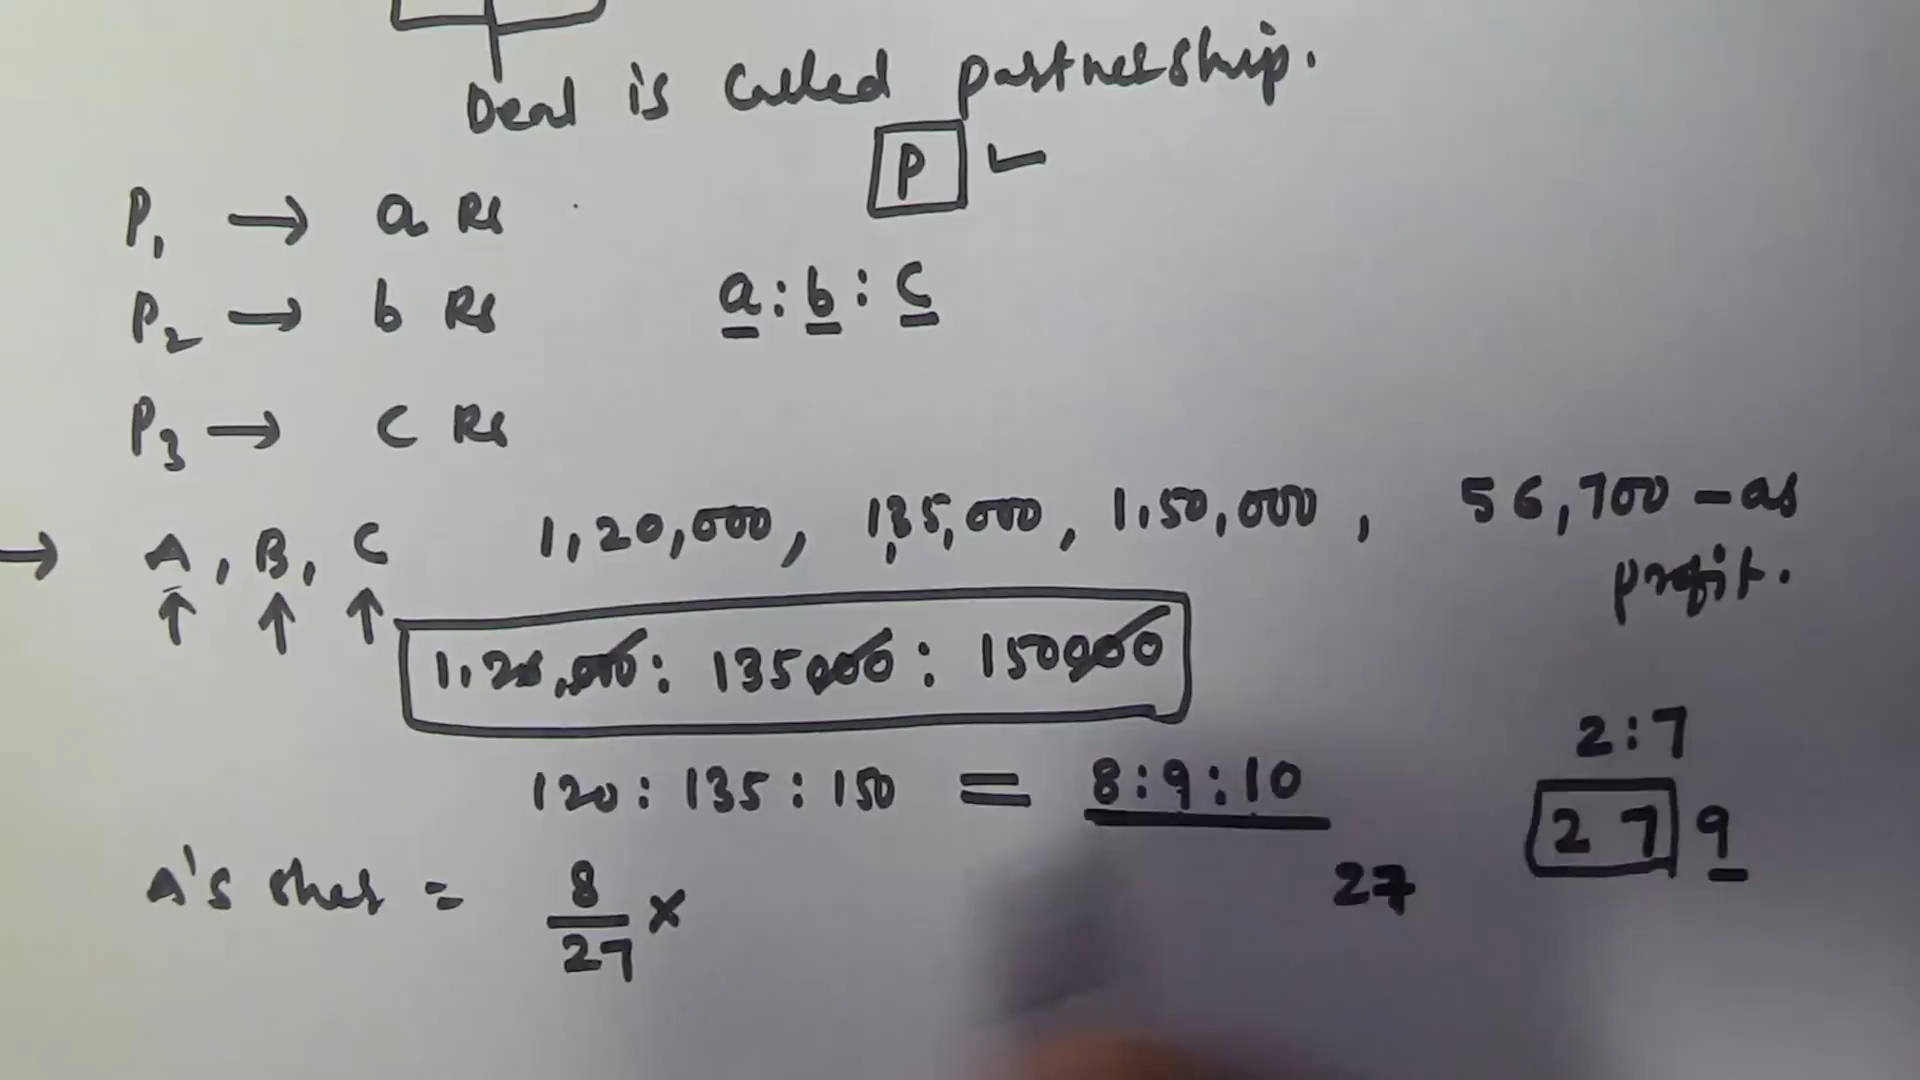 Deal is called partnership.
P ✓
P₁ → a Rs
P₂ → b Rs
a : b : c
P₃ → c Rs
→ A, B, C 1,20,000, 1,35,000, 1,50,000, 56,700 - as
profit.
1,20,000 : 135000 : 150000
2:7
120 : 135 : 150 = 8:9:10
27 9
27
A's = 8/27 ×